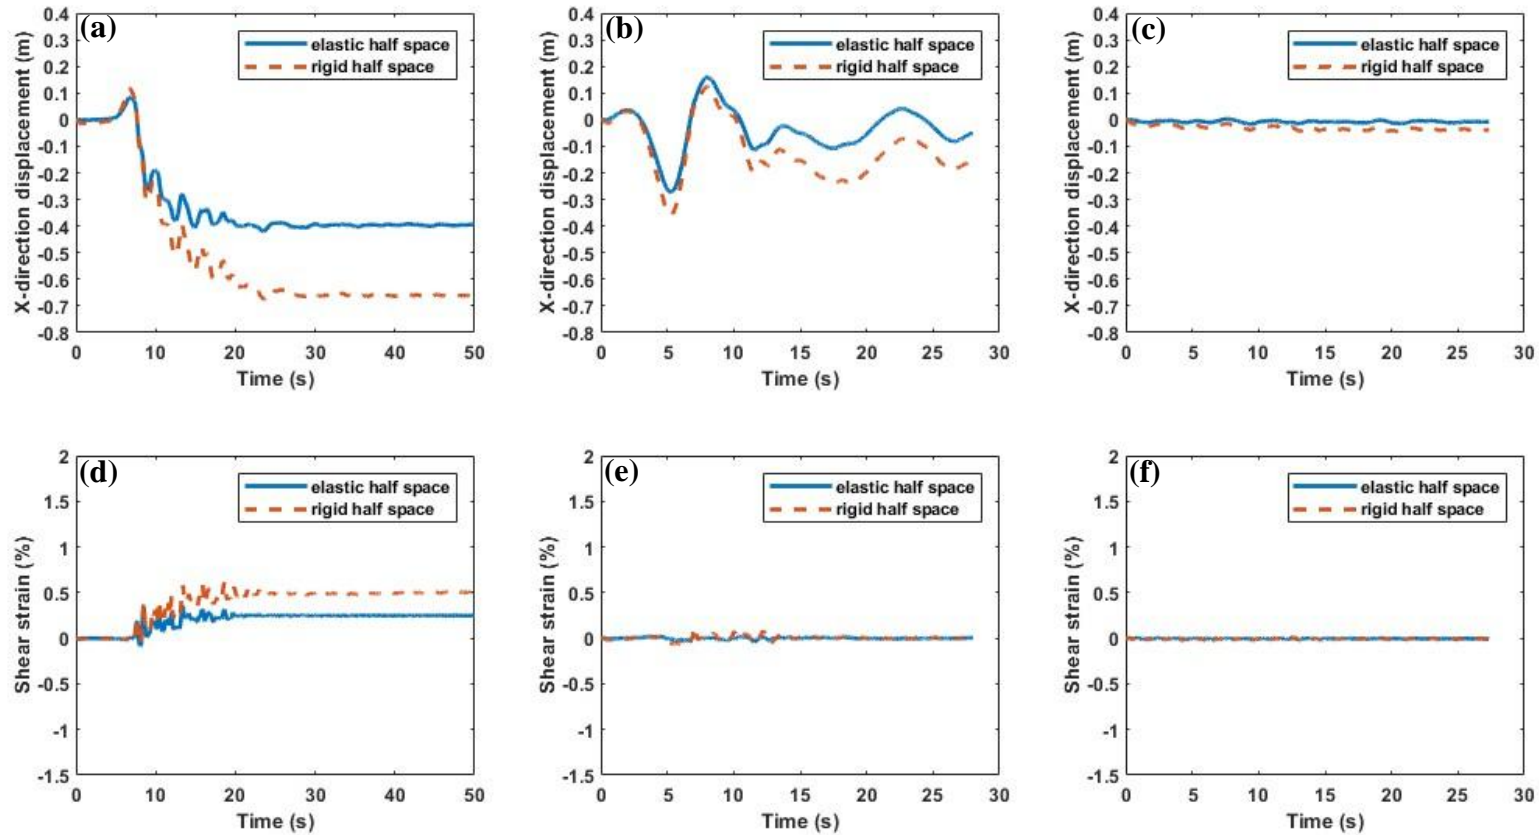 (a)
X-direction displacement (m)
0.4
0.3
0.2
0.1
0
-0.1
-0.2
-0.3
-0.4
-0.5
-0.6
-0.7
-0.8
elastic half space
rigid half space
0 10 20 30 40 50
Time (s)
(b)
X-direction displacement (m)
0.4
0.3
0.2
0.1
0
-0.1
-0.2
-0.3
-0.4
-0.5
-0.6
-0.7
-0.8
elastic half space
rigid half space
0 5 10 15 20 25 30
Time (s)
(c)
X-direction displacement (m)
0.4
0.3
0.2
0.1
0
-0.1
-0.2
-0.3
-0.4
-0.5
-0.6
-0.7
-0.8
elastic half space
rigid half space
0 5 10 15 20 25 30
Time (s)
(d)
Shear strain (%)
2
1.5
1
0.5
0
-0.5
-1
-1.5
elastic half space
rigid half space
0 10 20 30 40 50
Time (s)
(e)
Shear strain (%)
2
1.5
1
0.5
0
-0.5
-1
-1.5
elastic half space
rigid half space
0 5 10 15 20 25 30
Time (s)
(f)
Shear strain (%)
2
1.5
1
0.5
0
-0.5
-1
-1.5
elastic half space
rigid half space
0 5 10 15 20 25 30
Time (s)